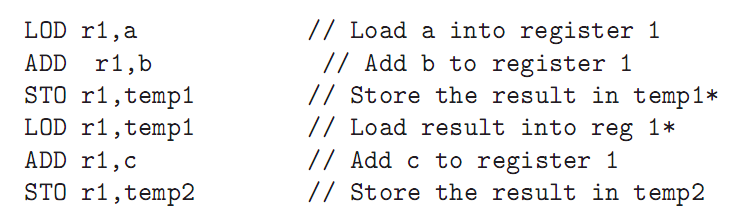 LOD r1,a // Load a into register 1
ADD r1,b // Add b to register 1
STO r1,temp1 // Store the result in temp1*
LOD r1,temp1 // Load result into reg 1*
ADD r1,c // Add c to register 1
STO r1,temp2 // Store the result in temp2